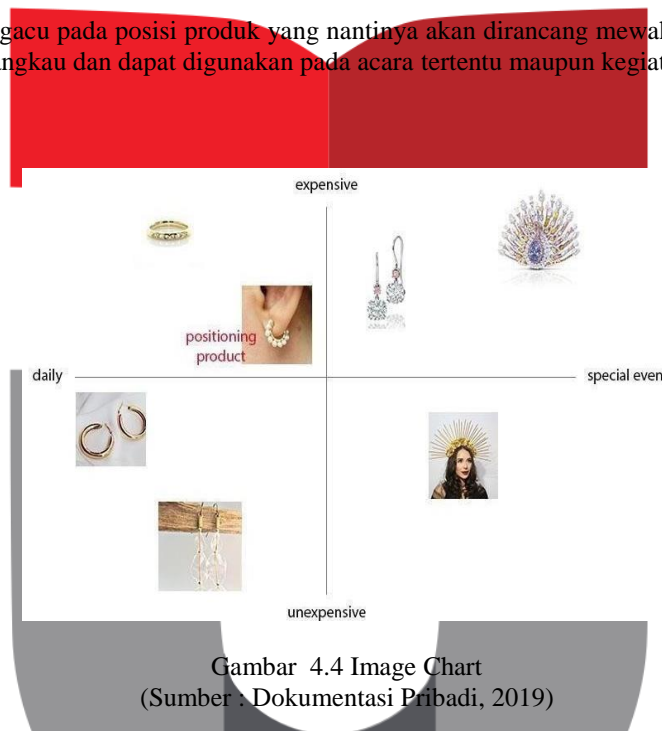 gacu pada posisi produk yang nantinya akan dirancang mewa
ngkau dan dapat digunakan pada acara tertentu maupun kegiat
expensive
positioning
product
daily
special even
unexpensive
Gambar 4.4 Image Chart
(Sumber : Dokumentasi Pribadi, 2019)